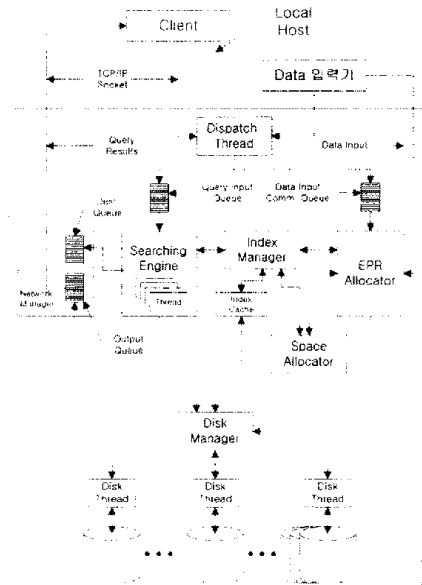 Local
Host
Client
TCP/IP
Socket
Data 입력기
Dispatch
Thread
Query
Results
Data Input
Query Input
Queue
Data Input
Comm. Queue
Queue
Searching
Engine
Thread
Index
Manager
Index
Cache
EPR
Allocator
Network
Manager
Output
Queue
Space
Allocator
Disk
Manager
Disk
Thread
Disk
Thread
Disk
Thread